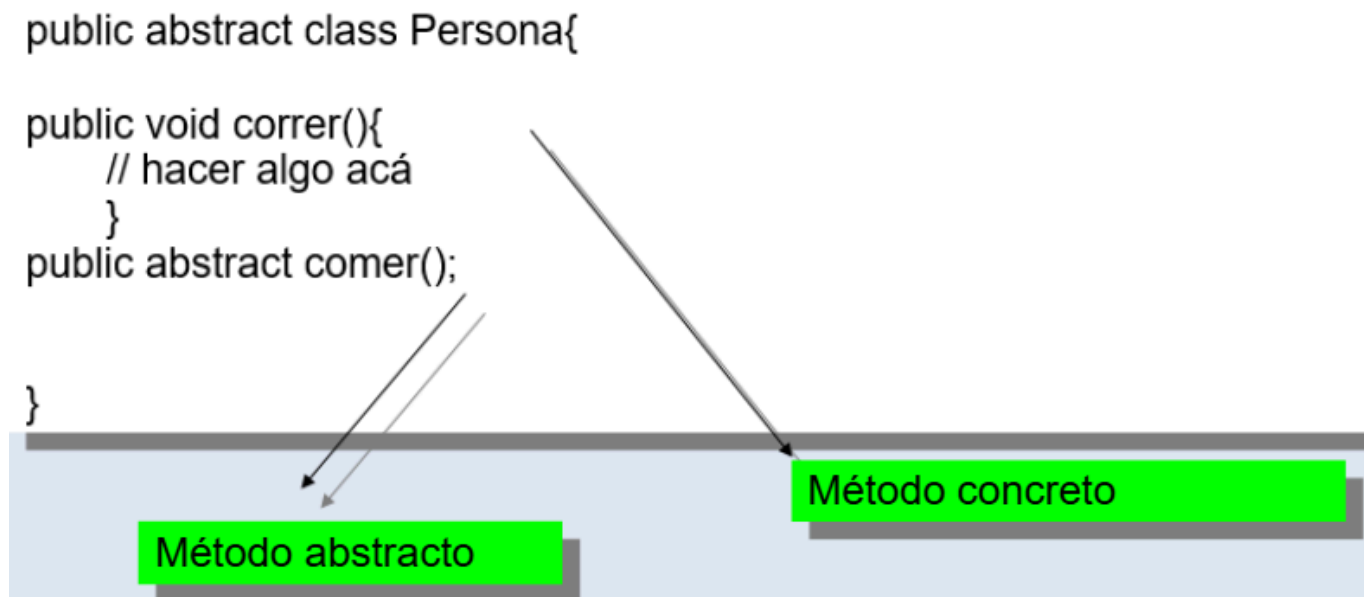 public abstract class Persona{
public void correr(){
// hacer algo acá
}
public abstract comer();
}
Método concreto
Método abstracto